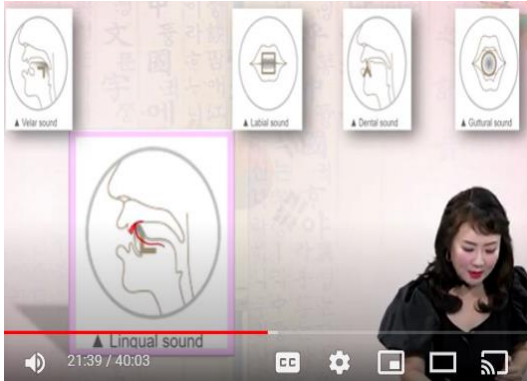 ▲ Velar sound
▲ Labial sound
▲ Dental sound
▲ Guttural sound
▲ Lingual sound
21:39 / 40:03
CC